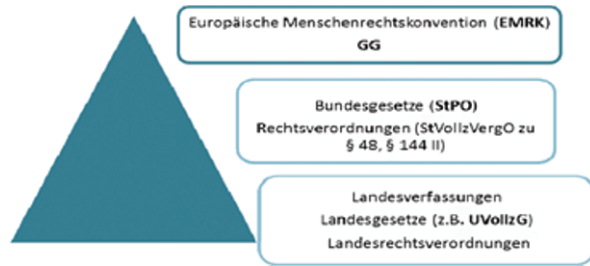 Europäische Menschenrechtskonvention (EMRK)
GG
Bundesgesetze (StPO)
Rechtsverordnungen (StVollzVergO zu
§ 48, § 144 II)
Landesverfassungen
Landesgesetze (z.B. UVollzG)
Landesrechtsverordnungen